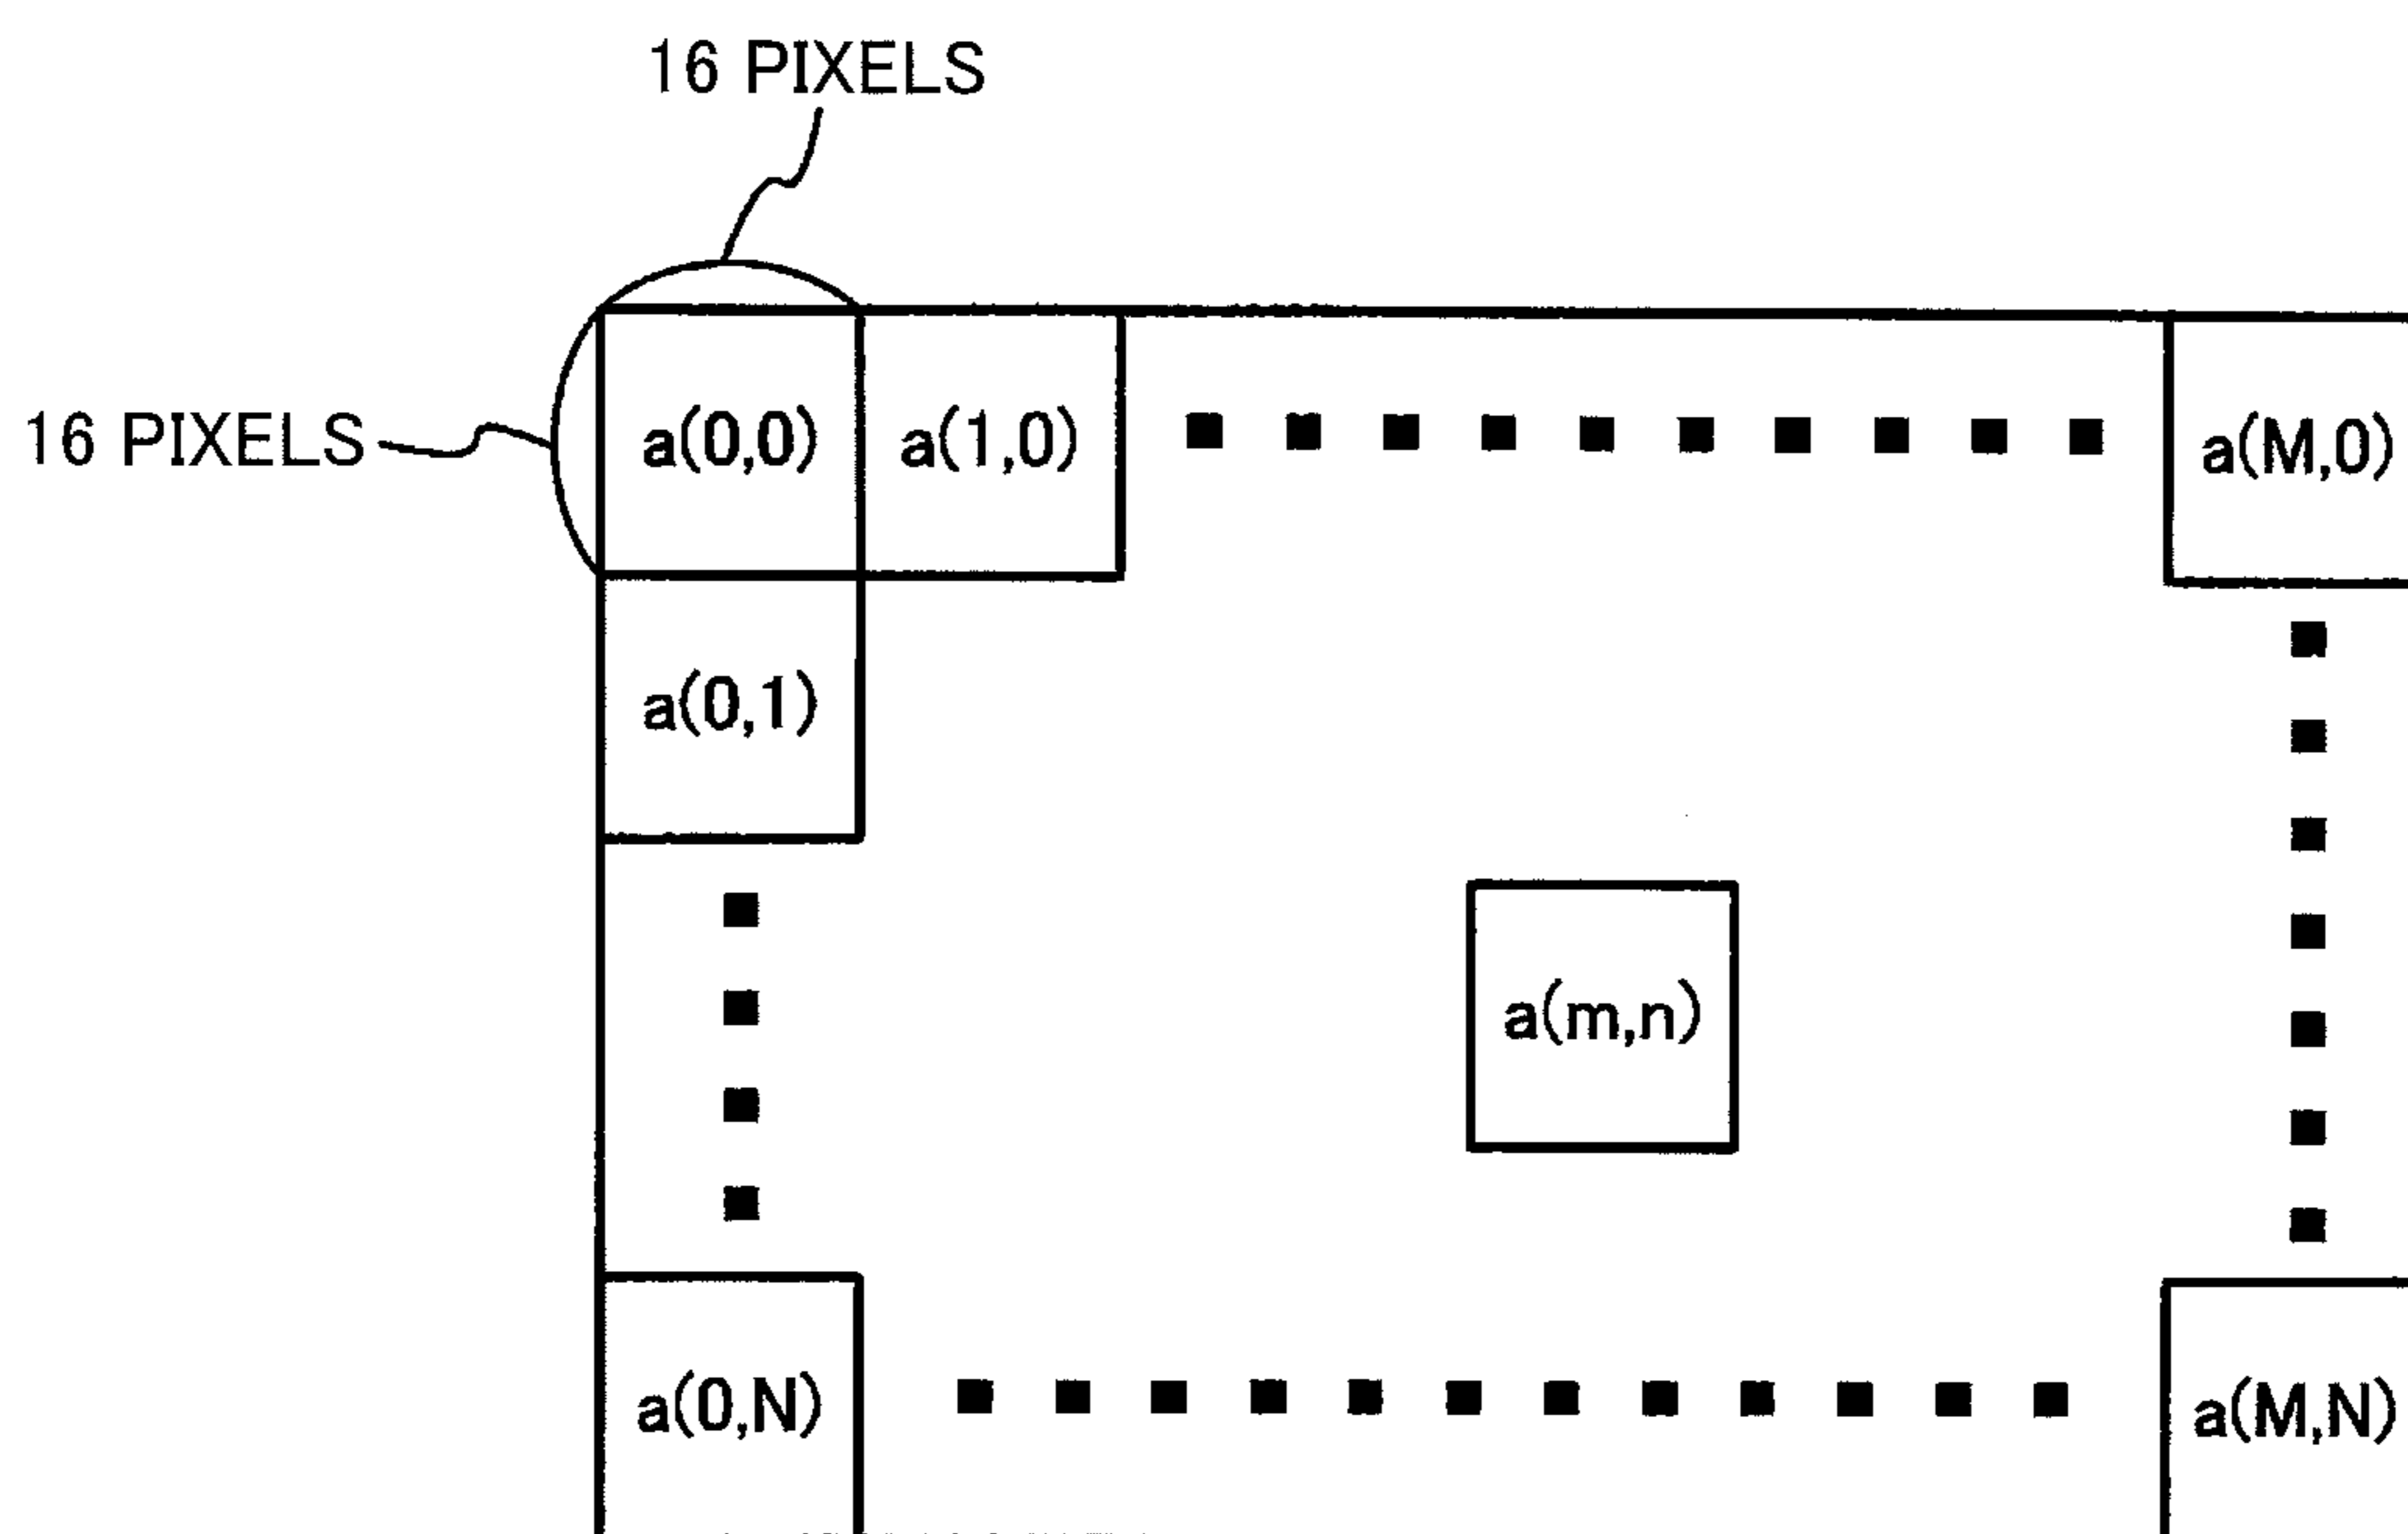 16 PIXELS
16 PIXELS
a(0,0) a(1,0) a(M,0)
a(0,1)
a(m,n)
a(0,N) a(M,N)